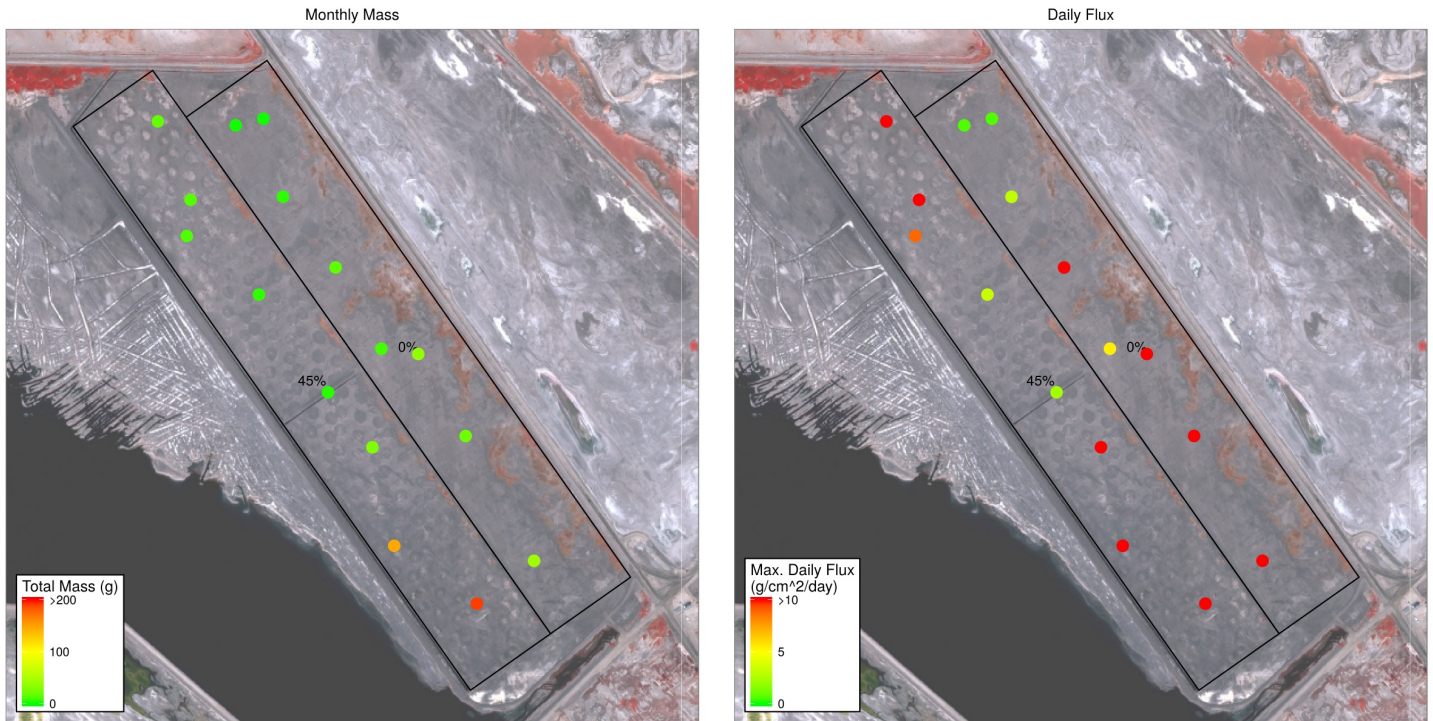 Monthly Mass
0%
45%
Total Mass (g)
>200
100
0
Daily Flux
0%
45%
Max. Daily Flux
(g/cm^2/day)
>10
5
0